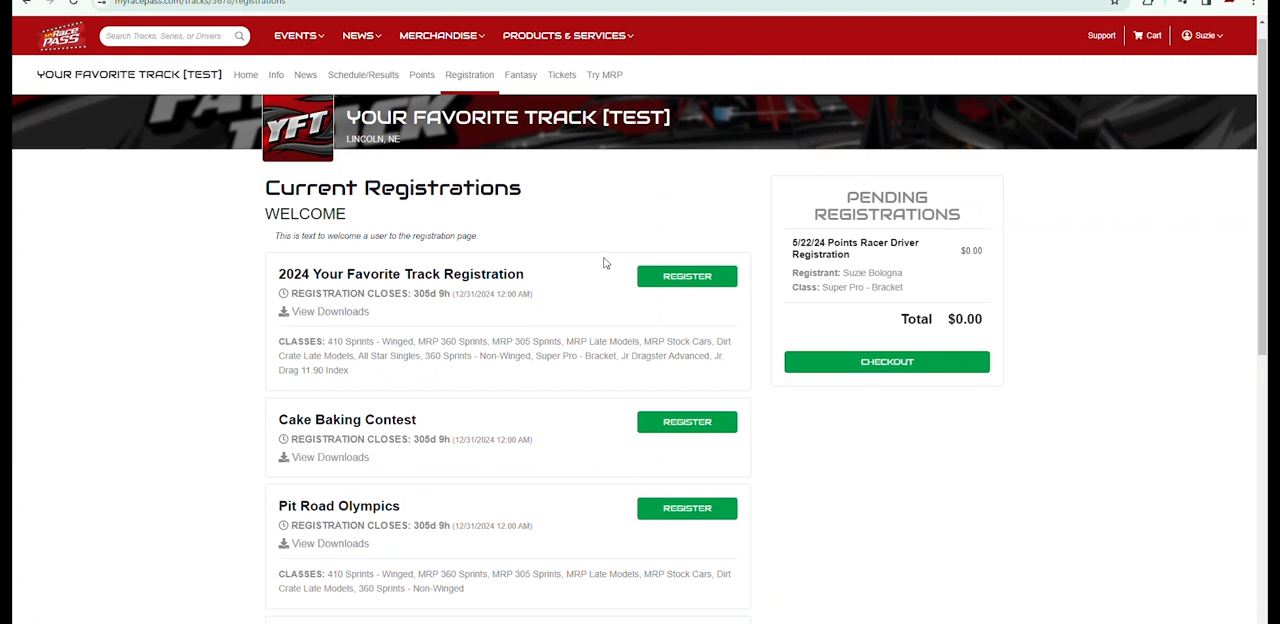 myracepass.com/tracks/3678/registrations
MY RACE PASS
Search Tracks, Series, or Drivers
EVENTS NEWS MERCHANDISE PRODUCTS & SERVICES
Support Cart Suzie
YOUR FAVORITE TRACK [TEST] Home Info News Schedule/Results Points Registration Fantasy Tickets Try MRP
YFT
YOUR FAVORITE TRACK [TEST]
LINCOLN, NE
Current Registrations
WELCOME
This is text to welcome a user to the registration page.
2024 Your Favorite Track Registration
REGISTER
REGISTRATION CLOSES: 305d 9h (12/31/2024 12:00 AM)
View Downloads
CLASSES: 410 Sprints - Winged, MRP 360 Sprints, MRP 305 Sprints, MRP Late Models, MRP Stock Cars, Dirt
Crate Late Models, All Star Singles, 360 Sprints - Non-Winged, Super Pro - Bracket, Jr Dragster Advanced, Jr.
Drag 11.90 Index
Cake Baking Contest
REGISTER
REGISTRATION CLOSES: 305d 9h (12/31/2024 12:00 AM)
View Downloads
Pit Road Olympics
REGISTER
REGISTRATION CLOSES: 305d 9h (12/31/2024 12:00 AM)
View Downloads
CLASSES: 410 Sprints - Winged, MRP 360 Sprints, MRP 305 Sprints, MRP Late Models, MRP Stock Cars, Dirt
Crate Late Models, 360 Sprints - Non-Winged
PENDING
REGISTRATIONS
5/22/24 Points Racer Driver
Registration
$0.00
Registrant: Suzie Bologna
Class: Super Pro - Bracket
Total $0.00
CHECKOUT